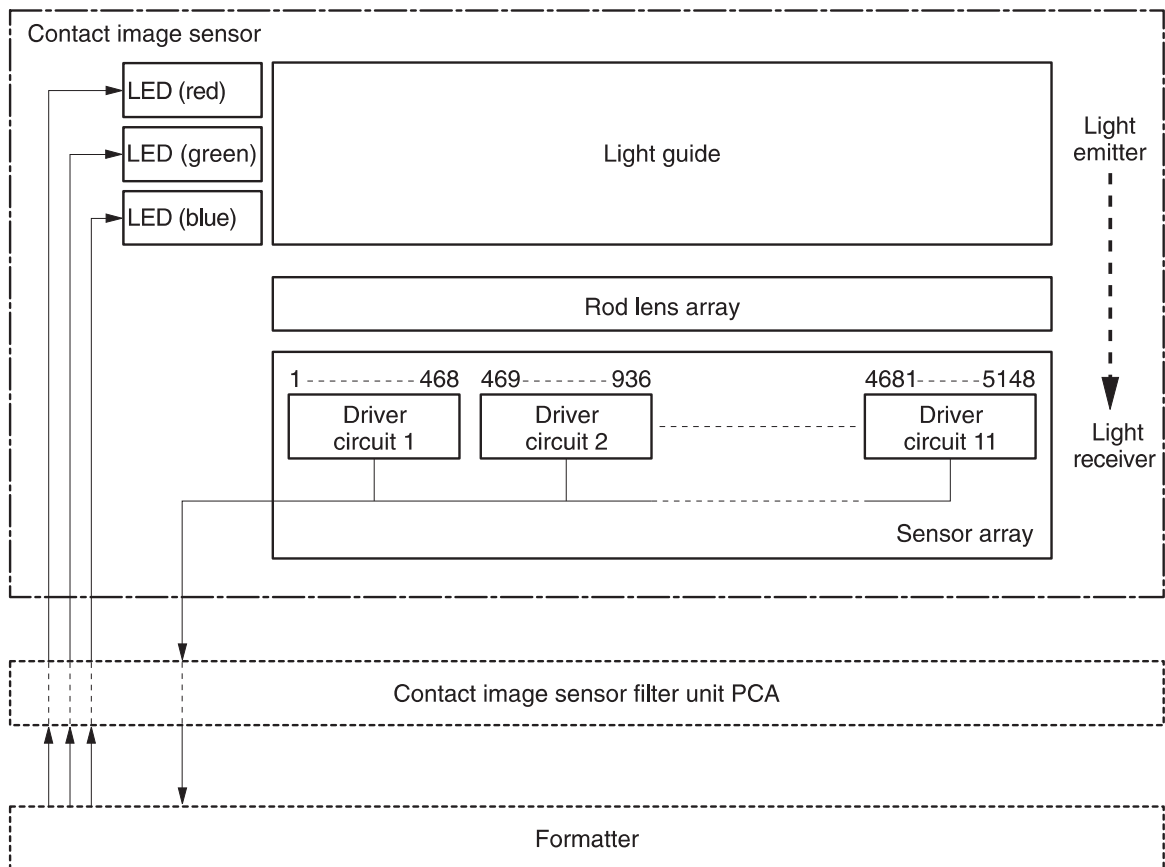 Contact image sensor
LED (red)
LED (green)
LED (blue)
Light guide
Light
emitter
Rod lens array
1 468
469 936
4681 5148
Driver
circuit 1
Driver
circuit 2
Driver
circuit 11
Light
receiver
Sensor array
Contact image sensor filter unit PCA
Formatter